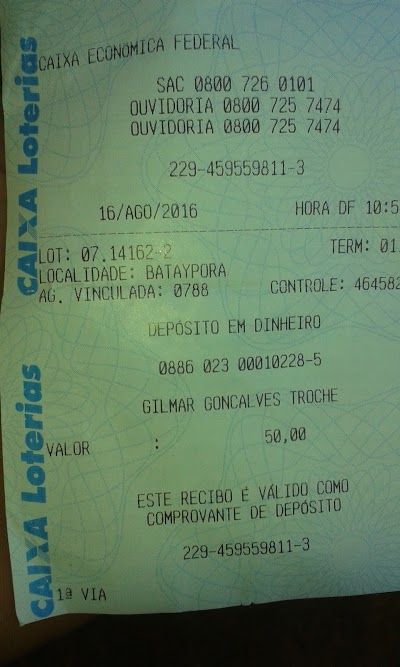 CAIXA Loterias
CAIXA Loterias
CAIXA ECONOMICA FEDERAL
SAC 0800 726 0101
OUVIDORIA 0800 725 7474
OUVIDORIA 0800 725 7474
229-459559811-3
16/AGO/2016 HORA DF 10:5
LOT: 07.14162-2 TERM: 01
LOCALIDADE: BATAYPORA
AG. VINCULADA: 0788 CONTROLE: 464582
DEPÓSITO EM DINHEIRO
0886 023 00010228-5
GILMAR GONCALVES TROCHE
VALOR : 50,00
ESTE RECIBO É VÁLIDO COMO
COMPROVANTE DE DEPÓSITO
229-459559811-3
1ª VIA